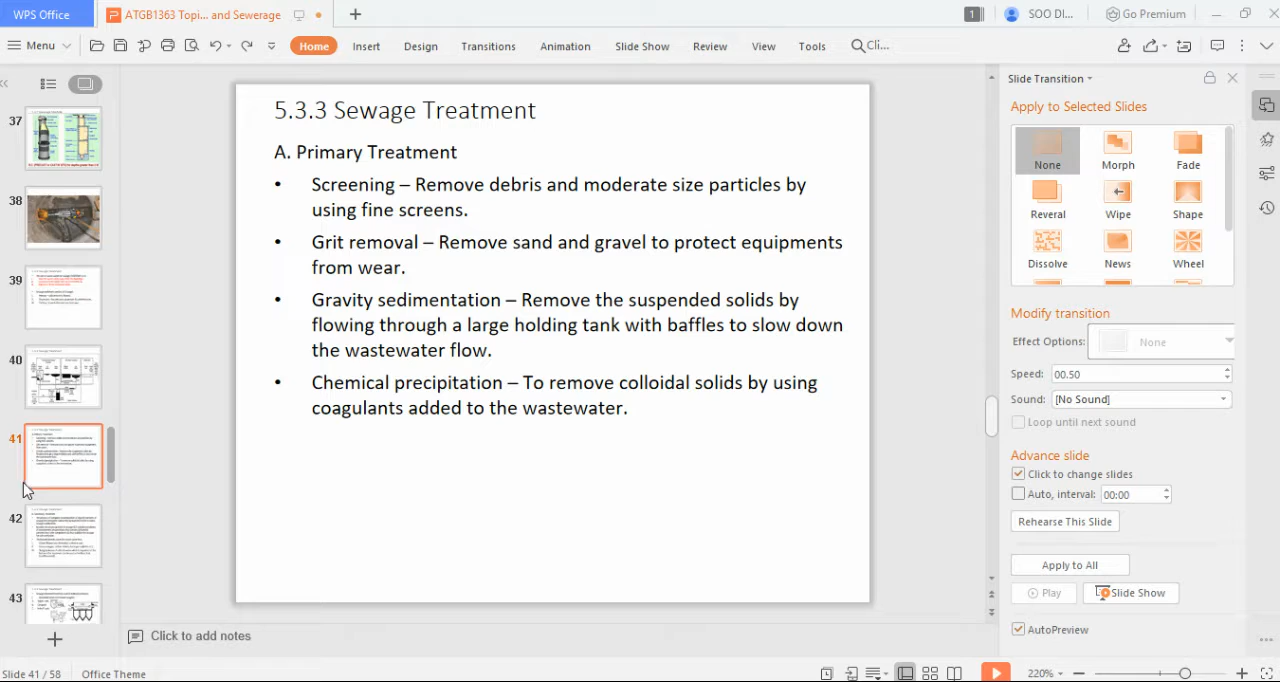 WPS Office
ATGB1363 Topi... and Sewerage
1
SOO DI...
Go Premium
Menu
Home
Insert
Design
Transitions
Animation
Slide Show
Review
View
Tools
Cli...
37
38
39
40
41
42
43
5.3.3 Sewage Treatment
A. Primary Treatment
• Screening – Remove debris and moderate size particles by
using fine screens.
• Grit removal – Remove sand and gravel to protect equipments
from wear.
• Gravity sedimentation – Remove the suspended solids by
flowing through a large holding tank with baffles to slow down
the wastewater flow.
• Chemical precipitation – To remove colloidal solids by using
coagulants added to the wastewater.
Click to add notes
Slide Transition
Apply to Selected Slides
None
Morph
Fade
Reveral
Wipe
Shape
Dissolve
News
Wheel
Modify transition
Effect Options: None
Speed: 00.50
Sound: [No Sound]
Loop until next sound
Advance slide
Click to change slides
Auto, interval: 00:00
Rehearse This Slide
Apply to All
Play
Slide Show
AutoPreview
Slide 41 / 58
Office Theme
220%